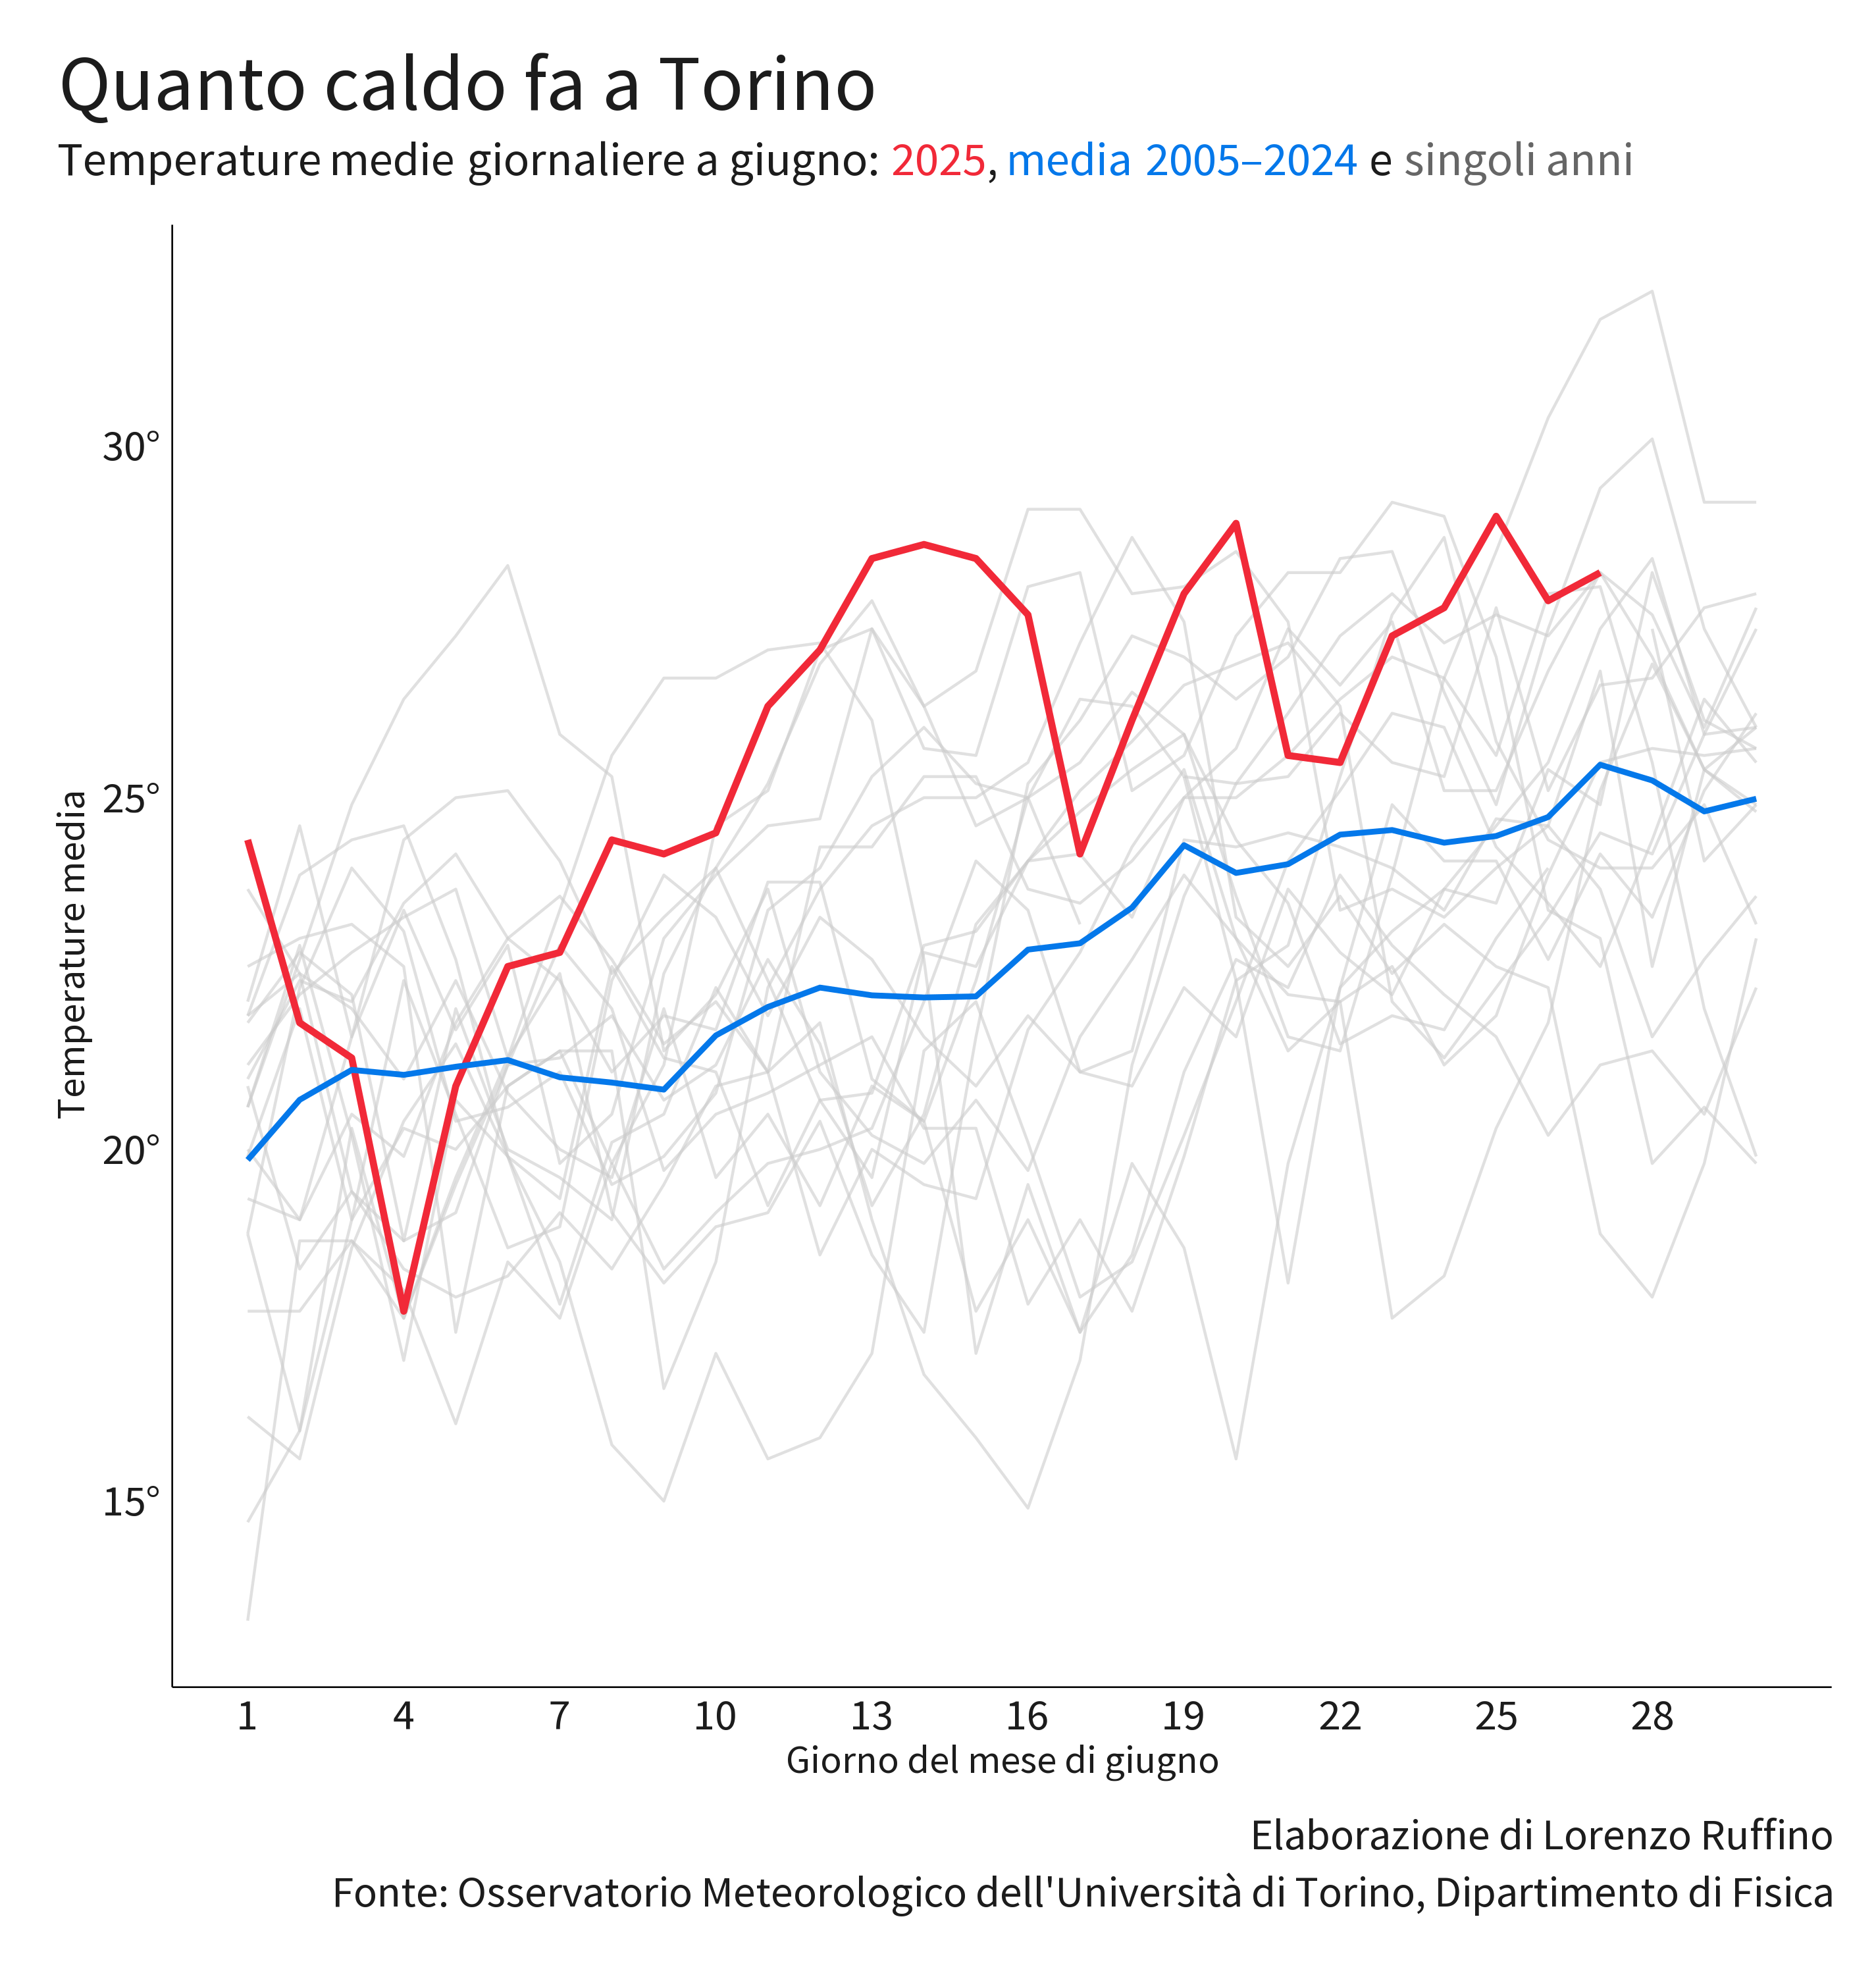 Quanto caldo fa a Torino
Temperature medie giornaliere a giugno: 2025, media 2005–2024 e singoli anni
Temperature media
30°
25°
20°
15°
1 4 7 10 13 16 19 22 25 28
Giorno del mese di giugno
Elaborazione di Lorenzo Ruffino
Fonte: Osservatorio Meteorologico dell'Università di Torino, Dipartimento di Fisica